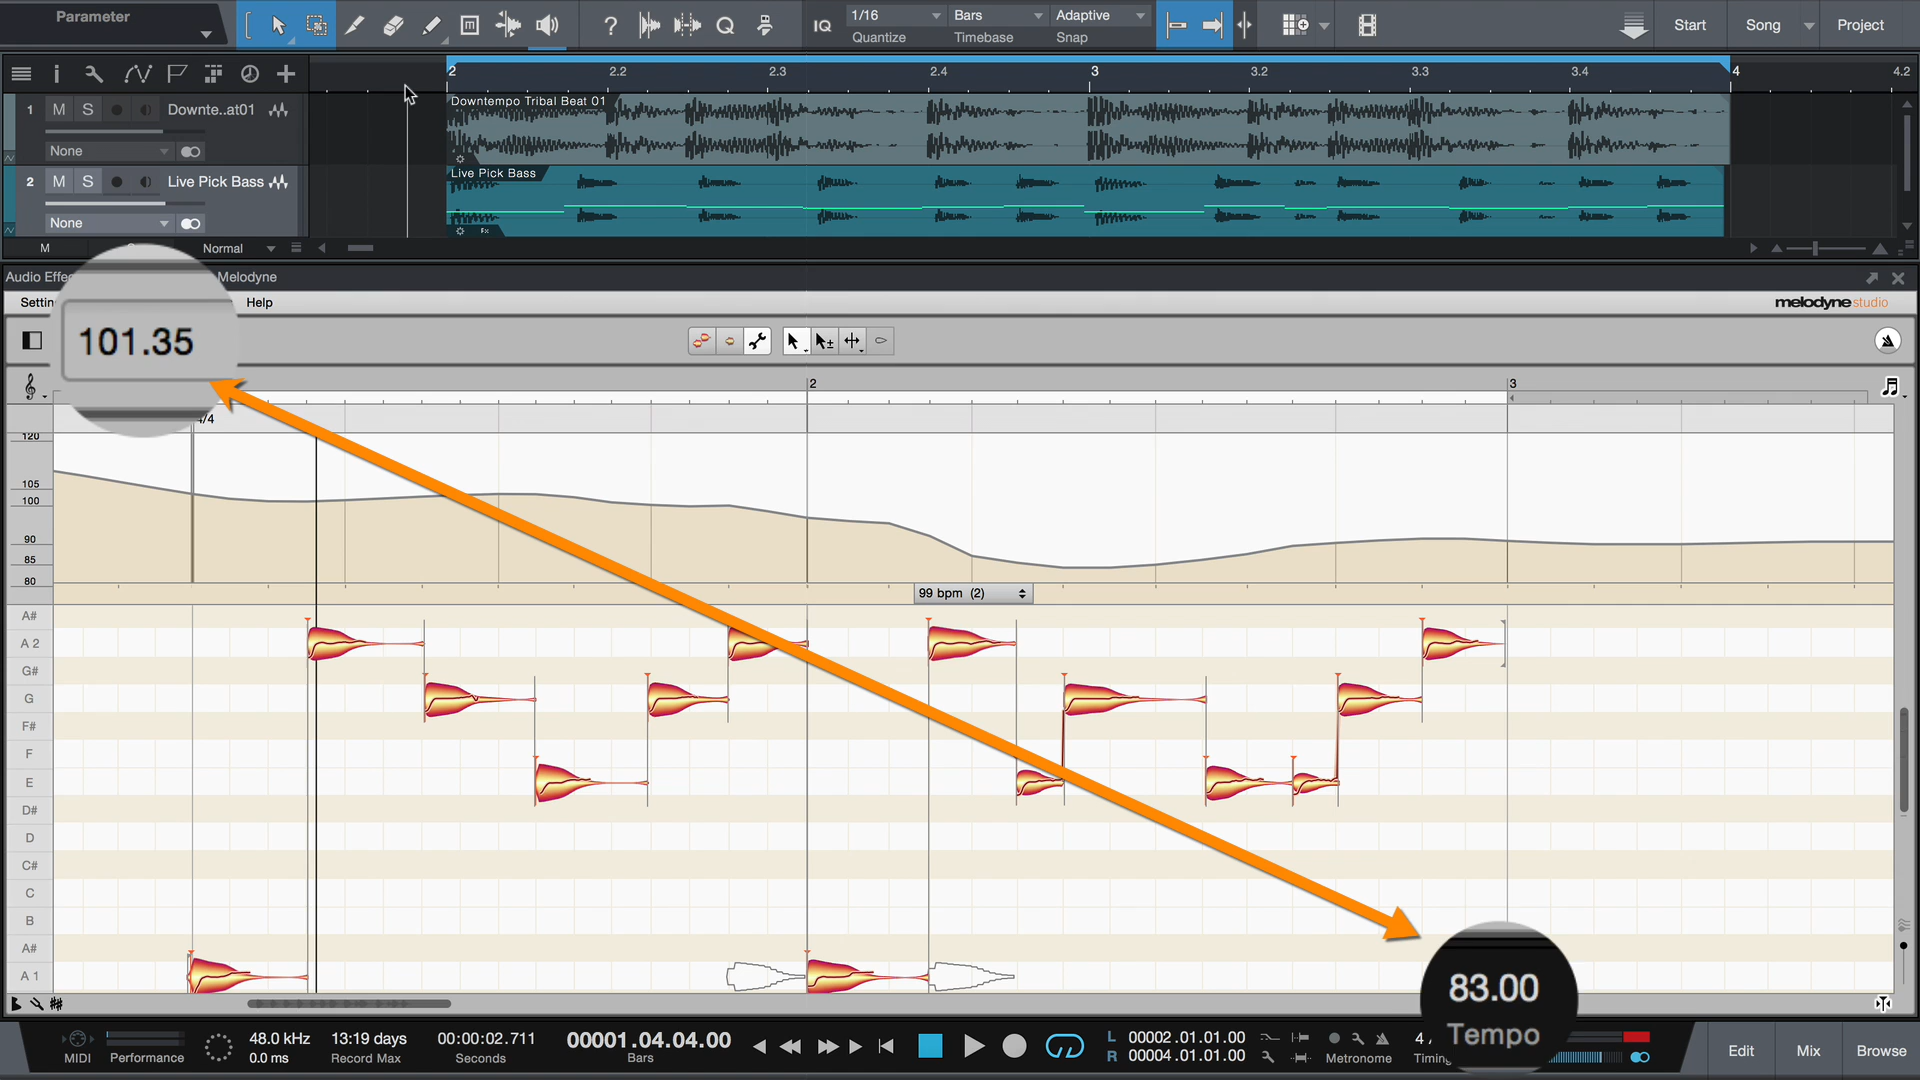 Parameter
IQ
1/16
Quantize
Bars
Timebase
Adaptive
Snap
Start
Song
Project
2
2.2
2.3
2.4
3
3.2
3.3
3.4
4
4.2
1
M
S
Downte..at01
None
2
M
S
Live Pick Bass
None
Downtempo Tribal Beat 01
Live Pick Bass
M
Normal
Audio Effe
Melodyne
Settin
Help
melodyne studio
101.35
2
3
4/4
120
105
100
90
85
80
99 bpm (2)
A#
A 2
G#
G
F#
F
E
D#
D
C#
C
B
A#
A 1
83.00
Tempo
MIDI
Performance
48.0 kHz
0.0 ms
13:19 days
Record Max
00:00:02.711
Seconds
00001.04.04.00
Bars
L 00002.01.01.00
R 00004.01.01.00
Metronome
4 /
Timing
Edit
Mix
Browse